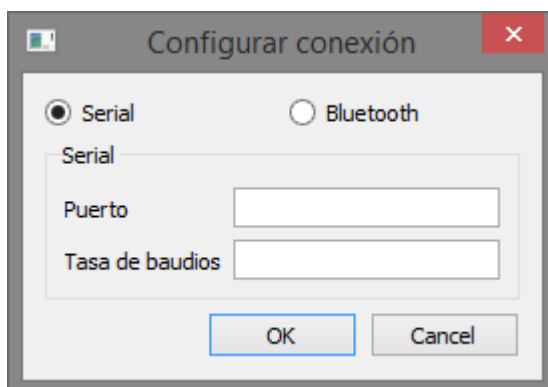 Configurar conexión
Serial Bluetooth
Serial
Puerto
Tasa de baudios
OK Cancel